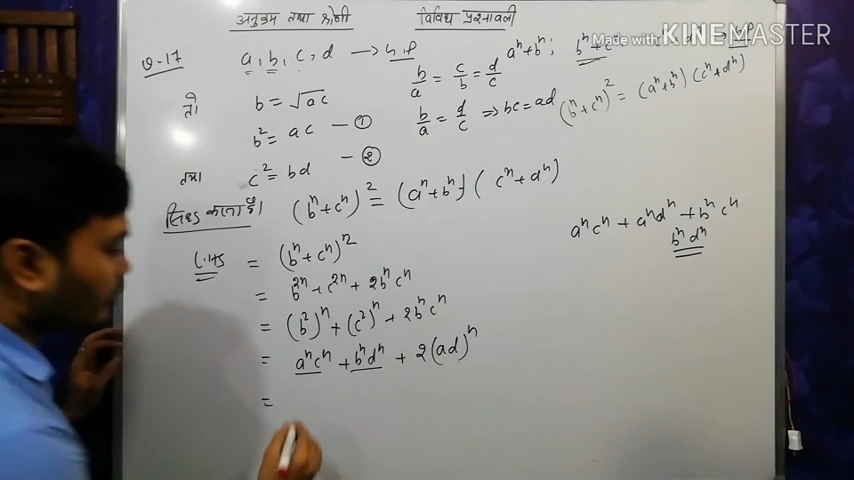 अनुक्रम तथा श्रेणी विविध प्रश्नावली
Made with KINEMASTER
Q-17 a, b, c, d → G.P aⁿ+bⁿ; bⁿ+cⁿ
b/a = c/b = d/c
तो b = √ac
b/a = d/c ⇒ bc = ad (bⁿ+cⁿ)² = (aⁿ+bⁿ)(cⁿ+dⁿ)
b² = ac — ①
तथा c² = bd — ②
सिद्ध करना है। (bⁿ+cⁿ)² = (aⁿ+bⁿ)(cⁿ+dⁿ)
aⁿcⁿ + aⁿdⁿ + bⁿcⁿ
bⁿdⁿ
L.H.S = (bⁿ+cⁿ)²
= b²ⁿ + c²ⁿ + 2bⁿcⁿ
= (b²)ⁿ + (c²)ⁿ + 2bⁿcⁿ
= aⁿcⁿ + bⁿdⁿ + 2(ad)ⁿ
=